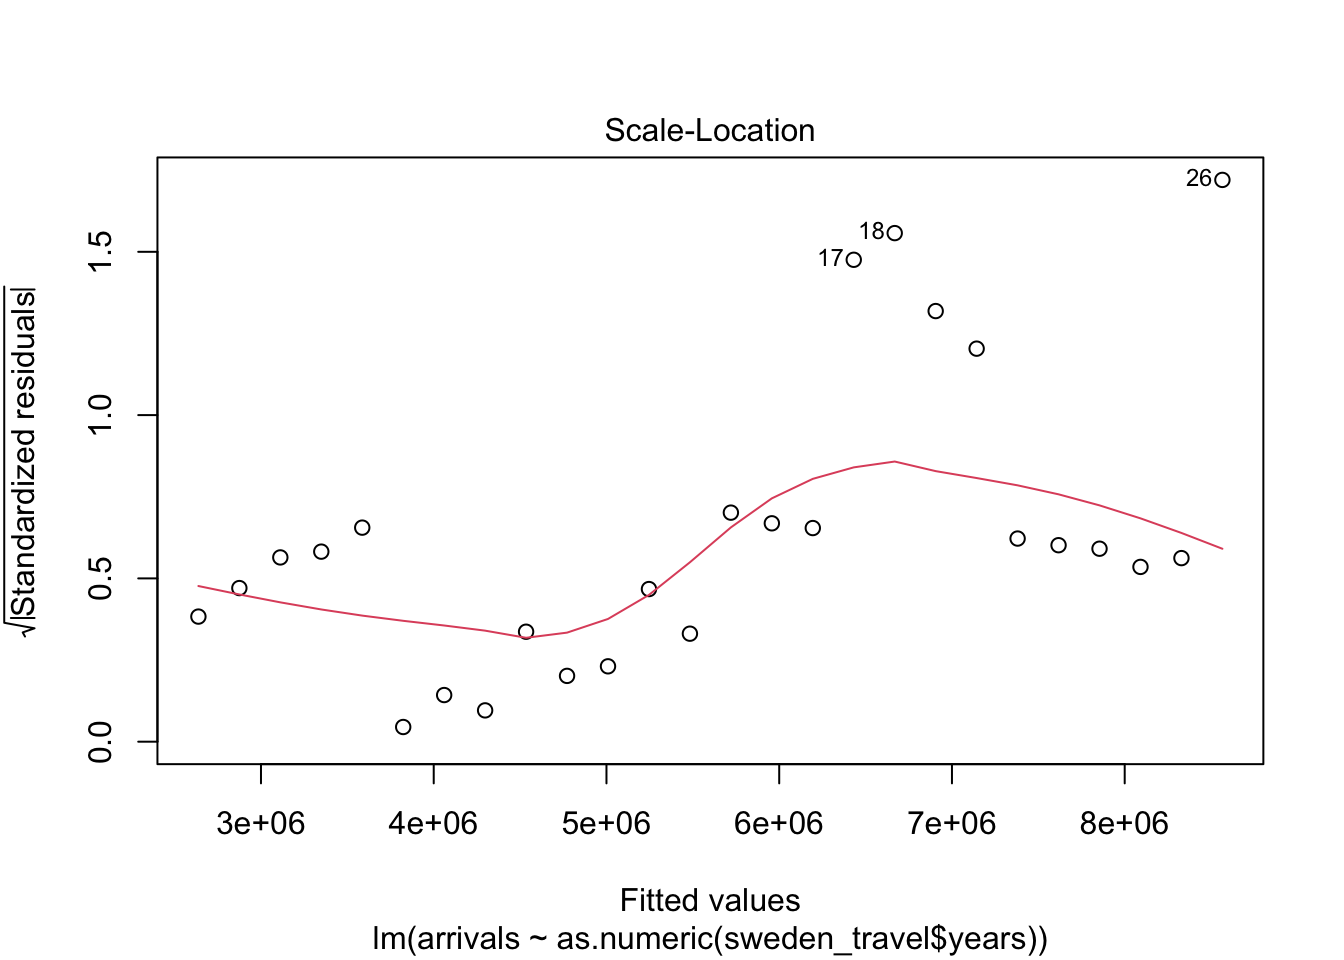 Scale-Location
√|Standardized residuals|
0.0 0.5 1.0 1.5
17
18
26
3e+06 4e+06 5e+06 6e+06 7e+06 8e+06
Fitted values
lm(arrivals ~ as.numeric(sweden_travel$years))